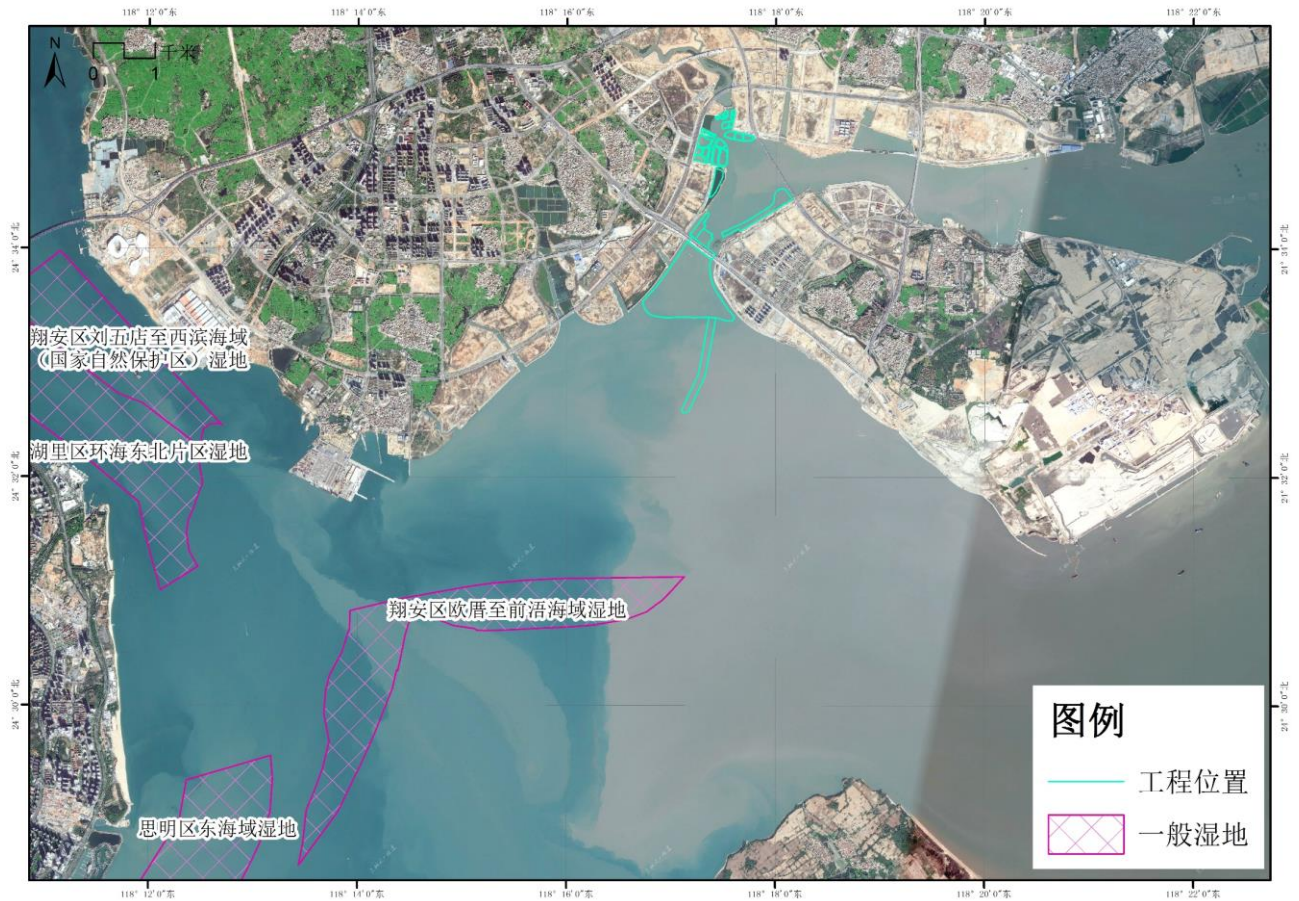 118° 12′0″东
118° 14′0″东
118° 16′0″东
118° 18′0″东
118° 20′0″东
118° 22′0″东
N
千米
0 1
24° 34′0″北
24° 34′0″北
翔安区刘五店至西滨海域
（国家自然保护区）湿地
湖里区环海东北片区湿地
24° 32′0″北
24° 32′0″北
翔安区欧厝至前浯海域湿地
24° 30′0″北
24° 30′0″北
思明区东海域湿地
图例
工程位置
一般湿地
118° 12′0″东
118° 14′0″东
118° 16′0″东
118° 18′0″东
118° 20′0″东
118° 22′0″东